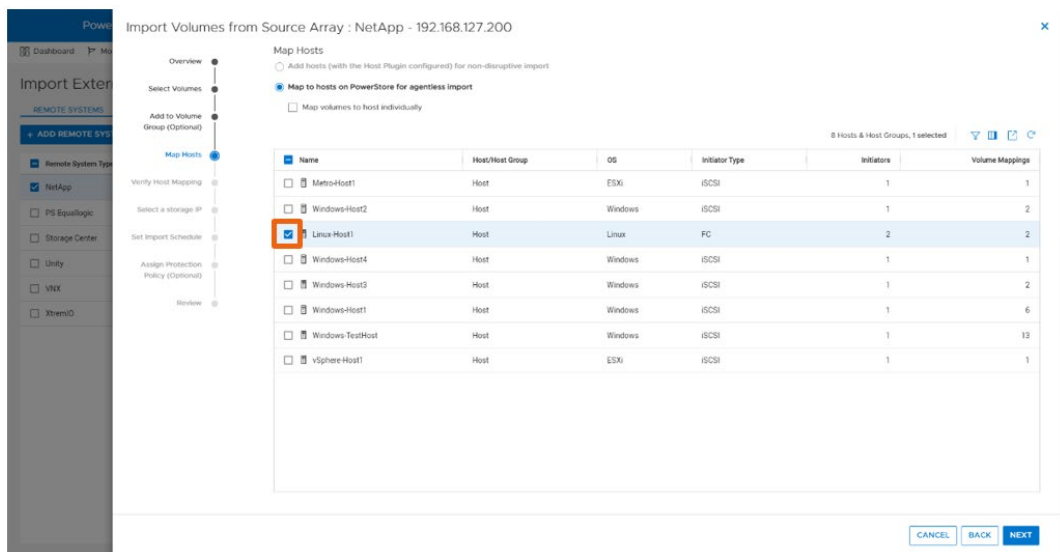 Powe
Import Volumes from Source Array : NetApp - 192.168.127.200
Dashboard
Mo
Import Extern
REMOTE SYSTEMS
+ ADD REMOTE SYST
Remote System Type
NetApp
PS Equallogic
Storage Center
Unity
VNX
XtremIO
Overview
Select Volumes
Add to Volume
Group (Optional)
Map Hosts
Verify Host Mapping
Select a storage IP
Set Import Schedule
Assign Protection
Policy (Optional)
Review
Map Hosts
Add hosts (with the Host Plugin configured) for non-disruptive import
Map to hosts on PowerStore for agentless import
Map volumes to host individually
8 Hosts & Host Groups, 1 selected
Name Host/Host Group OS Initiator Type Initiators Volume Mappings
Metro-Host1 Host ESXi iSCSI 1 1
Windows-Host2 Host Windows iSCSI 1 2
Linux-Host1 Host Linux FC 2 2
Windows-Host4 Host Windows iSCSI 1 1
Windows-Host3 Host Windows iSCSI 1 2
Windows-Host1 Host Windows iSCSI 1 6
Windows-TestHost Host Windows iSCSI 1 13
vSphere-Host1 Host ESXi iSCSI 1 1
CANCEL BACK NEXT